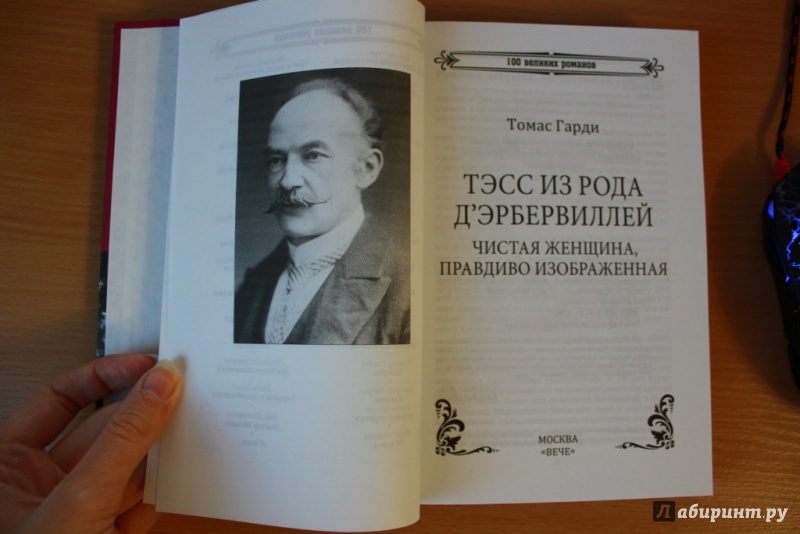 100 великих романов
Томас Гарди
ТЭСС ИЗ РОДА
Д'ЭРБЕРВИЛЛЕЙ
ЧИСТАЯ ЖЕНЩИНА,
ПРАВДИВО ИЗОБРАЖЕННАЯ
МОСКВА
«ВЕЧЕ»
Лабиринт.ру